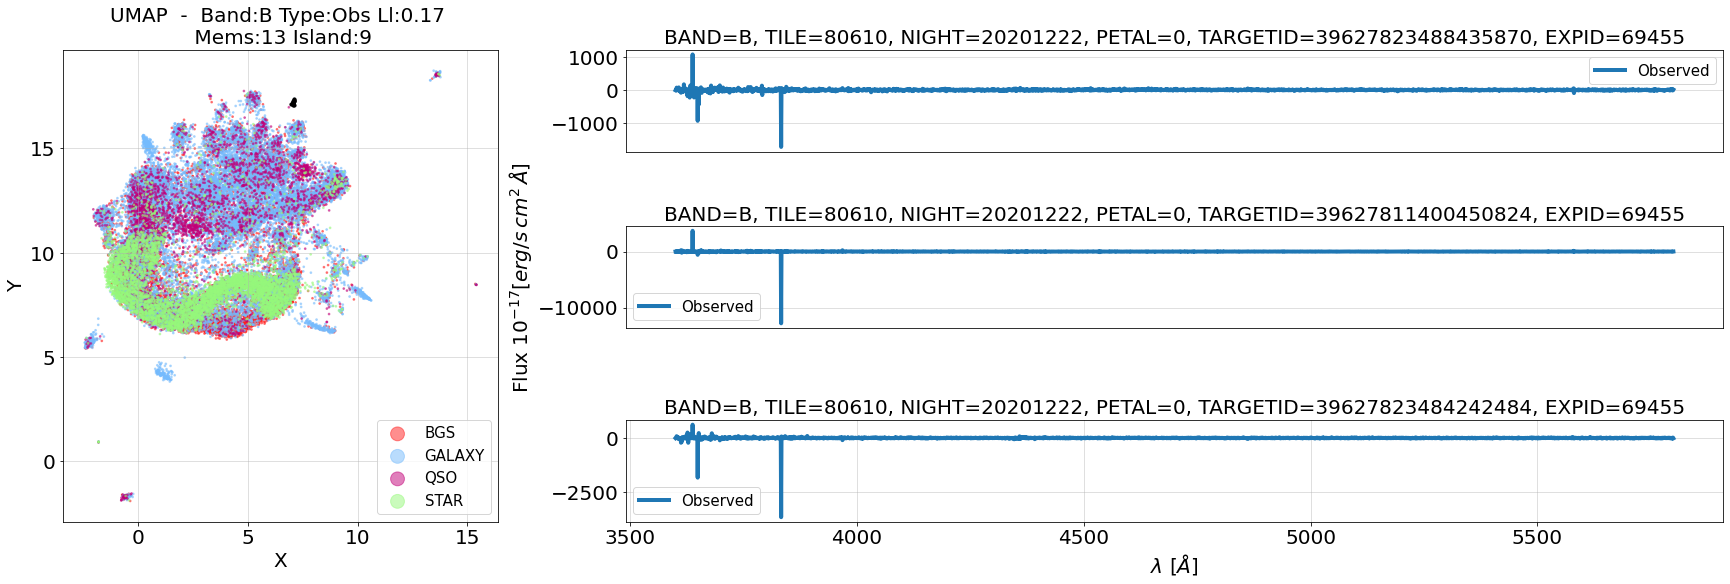 UMAP  -  Band:B Type:Obs Ll:0.17
Mems:13 Island:9
Y
15
10
5
0
BGS
GALAXY
QSO
STAR
0
5
10
15
X
Flux 10⁻¹⁷[erg/s cm² Å]
BAND=B, TILE=80610, NIGHT=20201222, PETAL=0, TARGETID=39627823488435870, EXPID=69455
1000
0
−1000
Observed
BAND=B, TILE=80610, NIGHT=20201222, PETAL=0, TARGETID=39627811400450824, EXPID=69455
0
−10000
Observed
BAND=B, TILE=80610, NIGHT=20201222, PETAL=0, TARGETID=39627823484242484, EXPID=69455
0
−2500
Observed
3500
4000
4500
5000
5500
λ [Å]